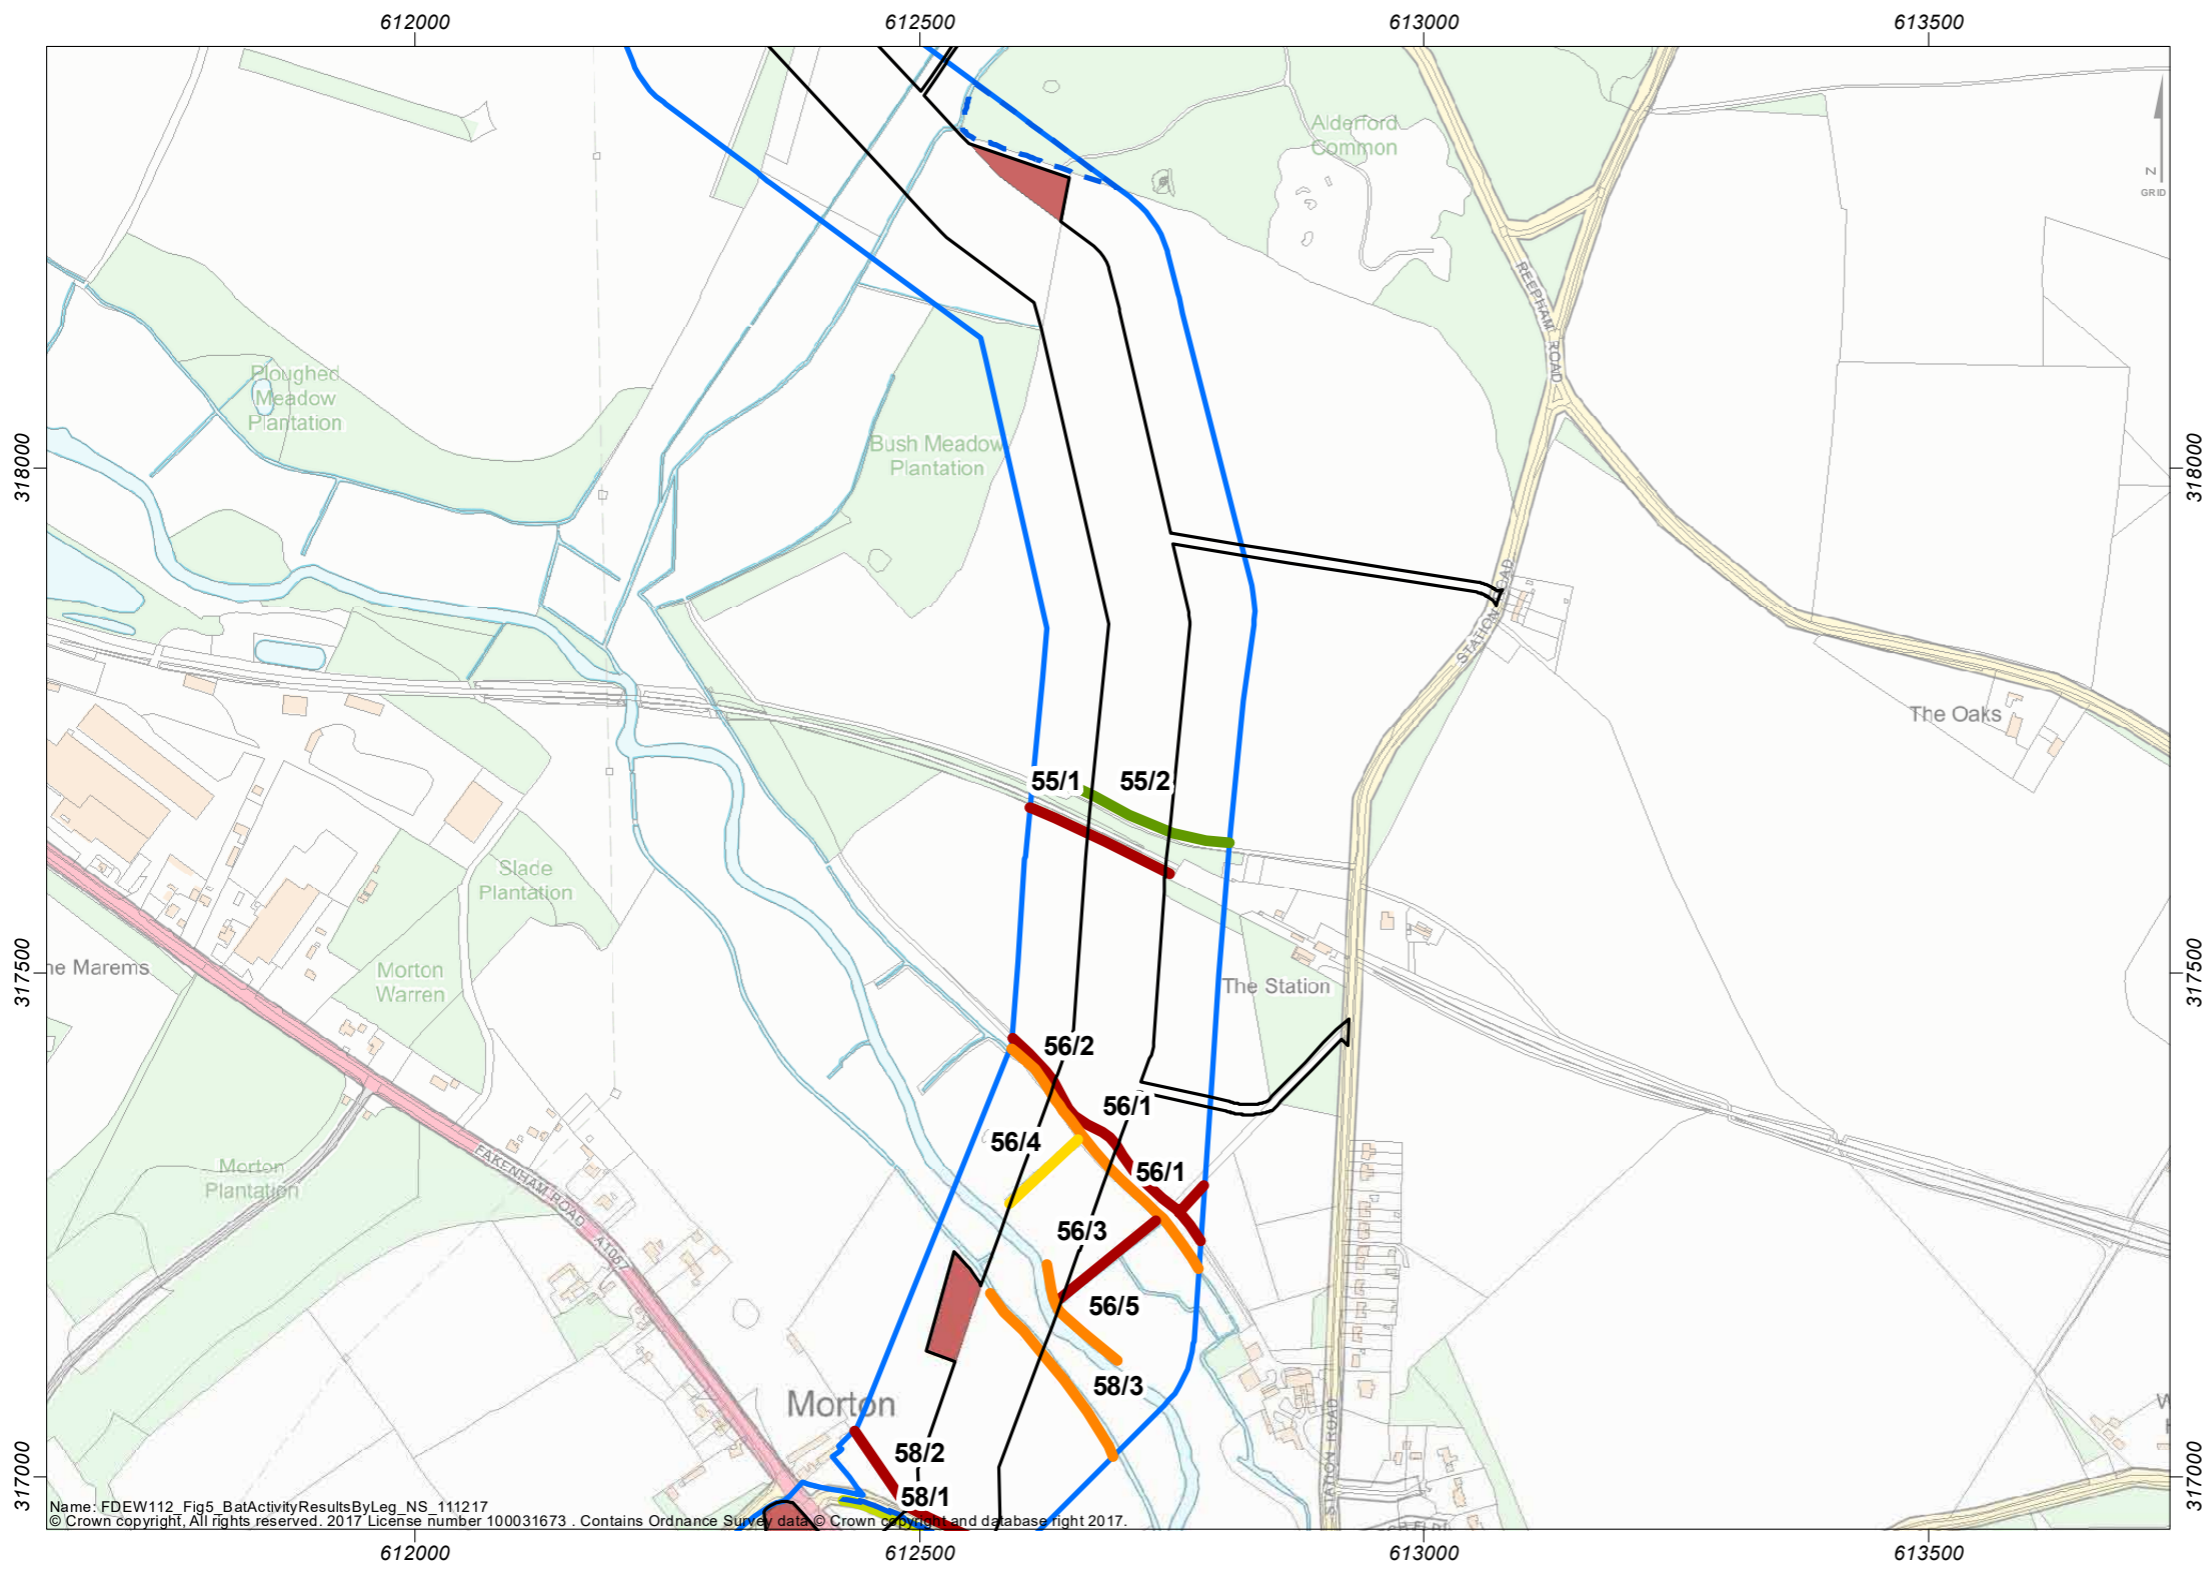 612000
612500
613000
613500
Alderford
Common
N
GRID
REEPHAM ROAD
Ploughed
Meadow
Plantation
Bush Meadow
Plantation
318000
318000
STATION ROAD
The Oaks
55/1
55/2
Slade
Plantation
Morton
Warren
ne Marems
The Station
317500
317500
56/2
56/1
56/4
56/1
Morton
Plantation
FAKENHAM ROAD
A1067
56/3
56/5
58/3
Morton
STATION ROAD
58/2
58/1
317000
317000
Name: FDEW112_Fig5_BatActivityResultsByLeg_NS_111217
© Crown copyright, All rights reserved. 2017 License number 100031673 . Contains Ordnance Survey data © Crown copyright and database right 2017.
612000
612500
613000
613500